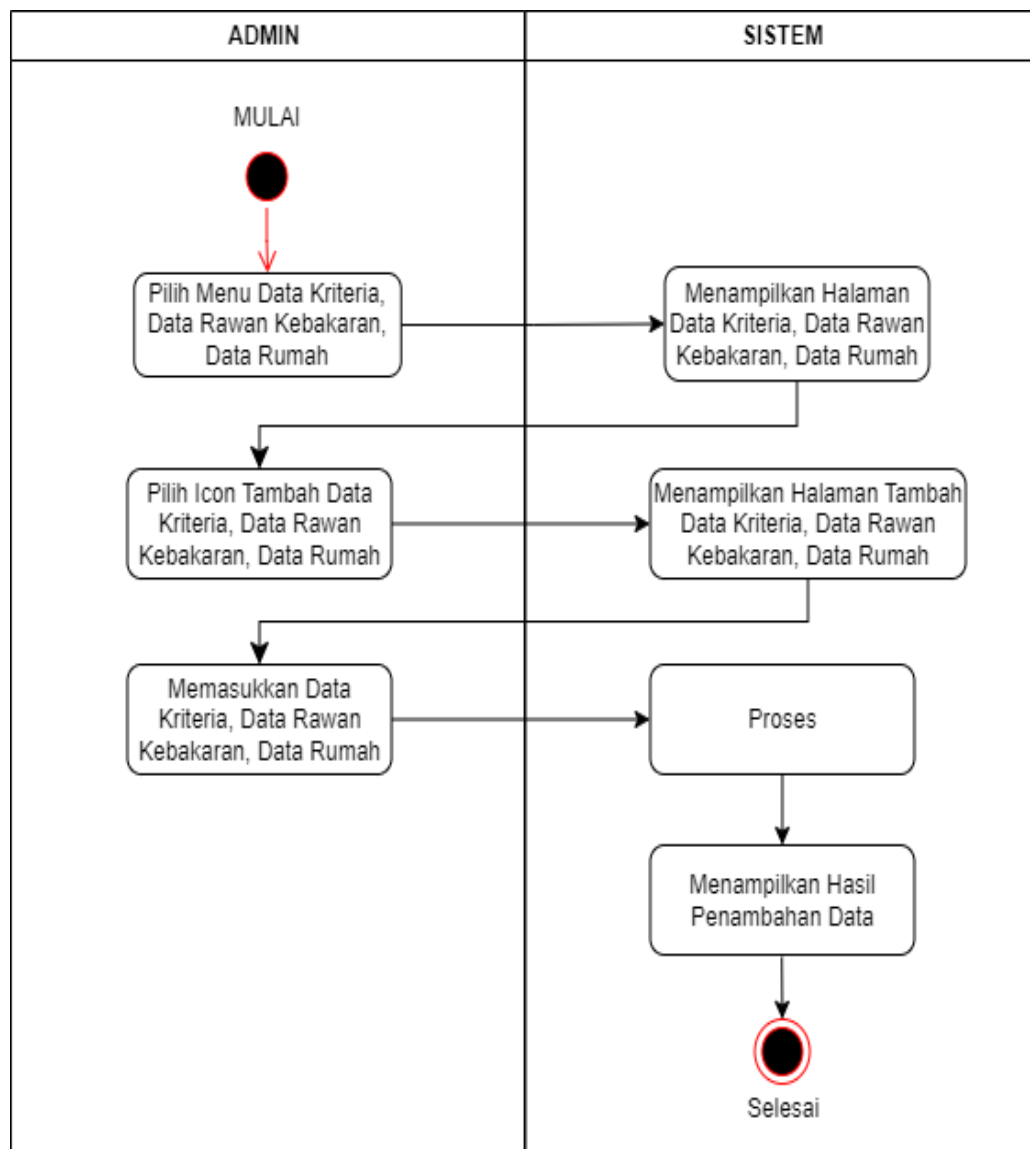 ADMIN
SISTEM
MULAI
Pilih Menu Data Kriteria,
Data Rawan Kebakaran,
Data Rumah
Menampilkan Halaman
Data Kriteria, Data Rawan
Kebakaran, Data Rumah
Pilih Icon Tambah Data
Kriteria, Data Rawan
Kebakaran, Data Rumah
Menampilkan Halaman Tambah
Data Kriteria, Data Rawan
Kebakaran, Data Rumah
Memasukkan Data
Kriteria, Data Rawan
Kebakaran, Data Rumah
Proses
Menampilkan Hasil
Penambahan Data
Selesai